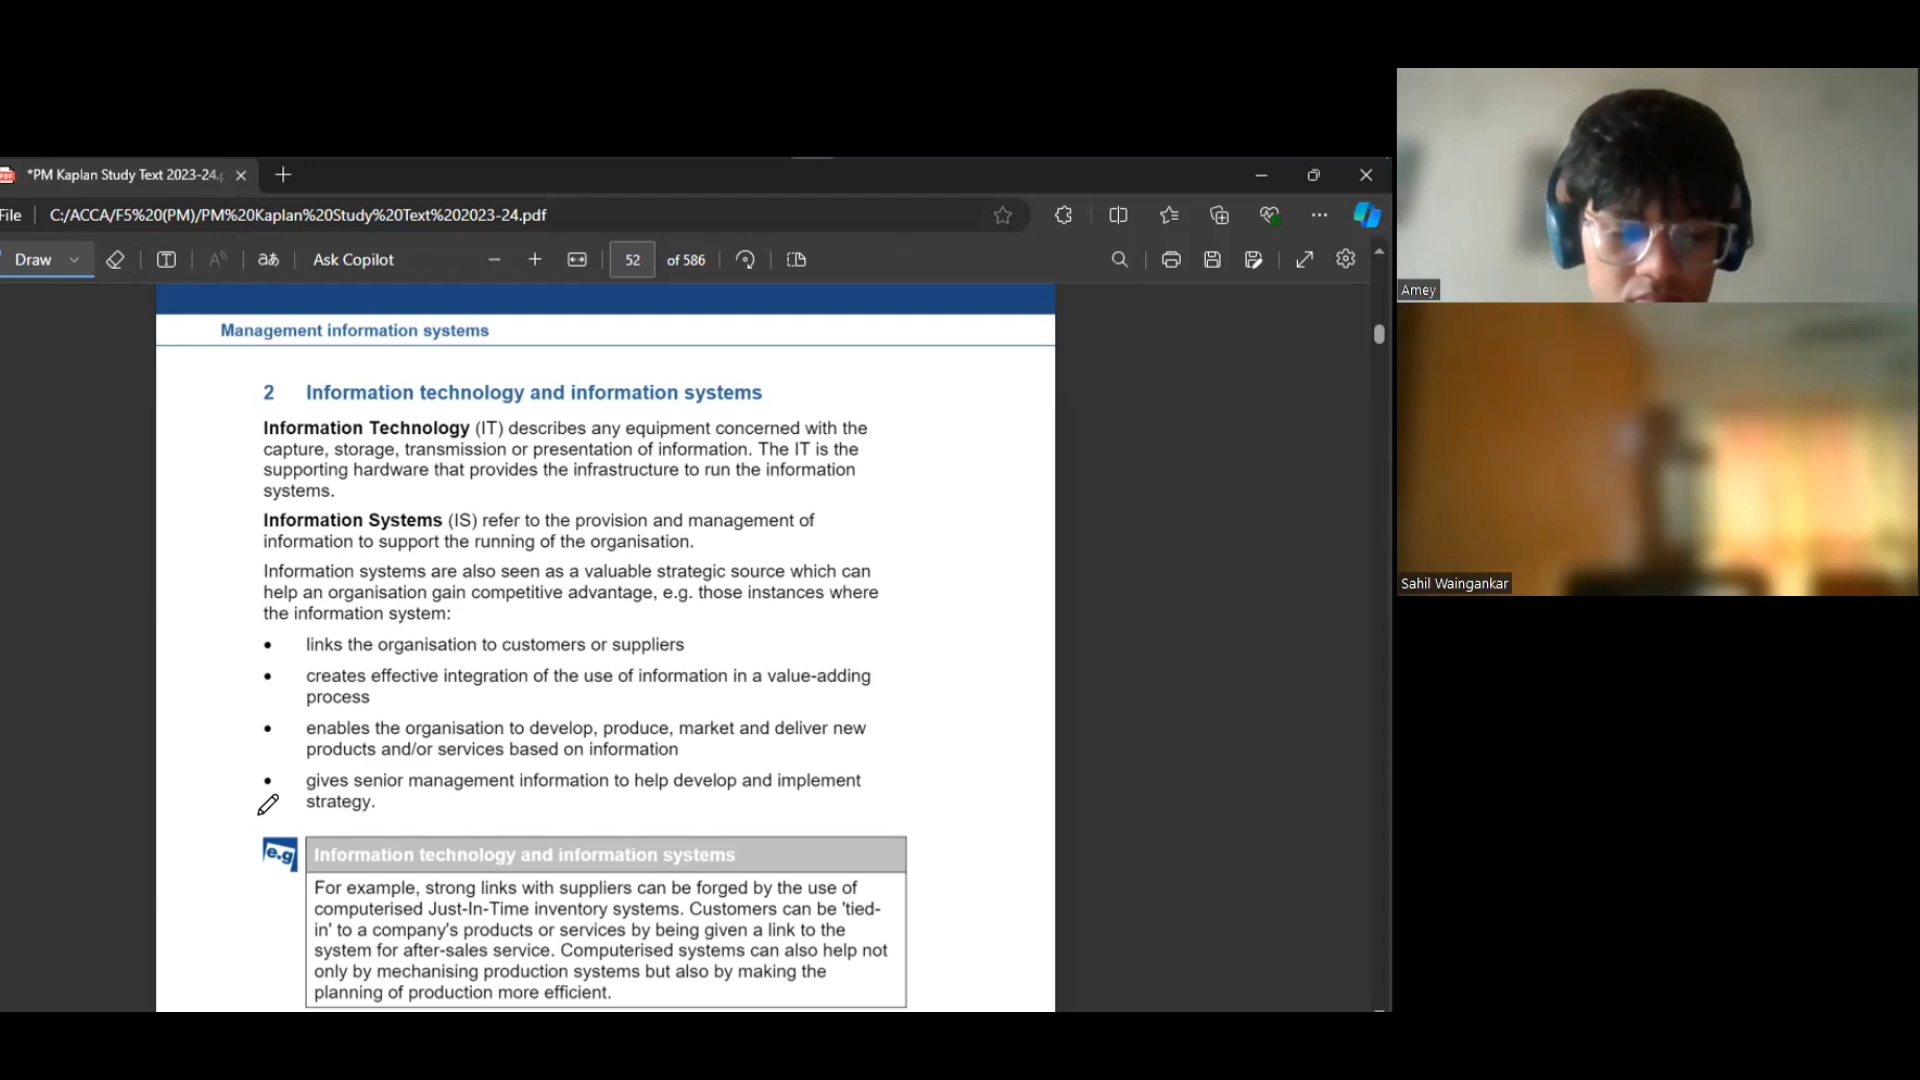 *PM Kaplan Study Text 2023-24.
File
C:/ACCA/F5%20(PM)/PM%20Kaplan%20Study%20Text%202023-24.pdf
Draw
Ask Copilot
52 of 586
Management information systems
2 Information technology and information systems
Information Technology (IT) describes any equipment concerned with the
capture, storage, transmission or presentation of information. The IT is the
supporting hardware that provides the infrastructure to run the information
systems.
Information Systems (IS) refer to the provision and management of
information to support the running of the organisation.
Information systems are also seen as a valuable strategic source which can
help an organisation gain competitive advantage, e.g. those instances where
the information system:
• links the organisation to customers or suppliers
• creates effective integration of the use of information in a value-adding
process
• enables the organisation to develop, produce, market and deliver new
products and/or services based on information
• gives senior management information to help develop and implement
strategy.
e.g Information technology and information systems
For example, strong links with suppliers can be forged by the use of
computerised Just-In-Time inventory systems. Customers can be 'tied-
in' to a company's products or services by being given a link to the
system for after-sales service. Computerised systems can also help not
only by mechanising production systems but also by making the
planning of production more efficient.
Amey
Sahil Waingankar